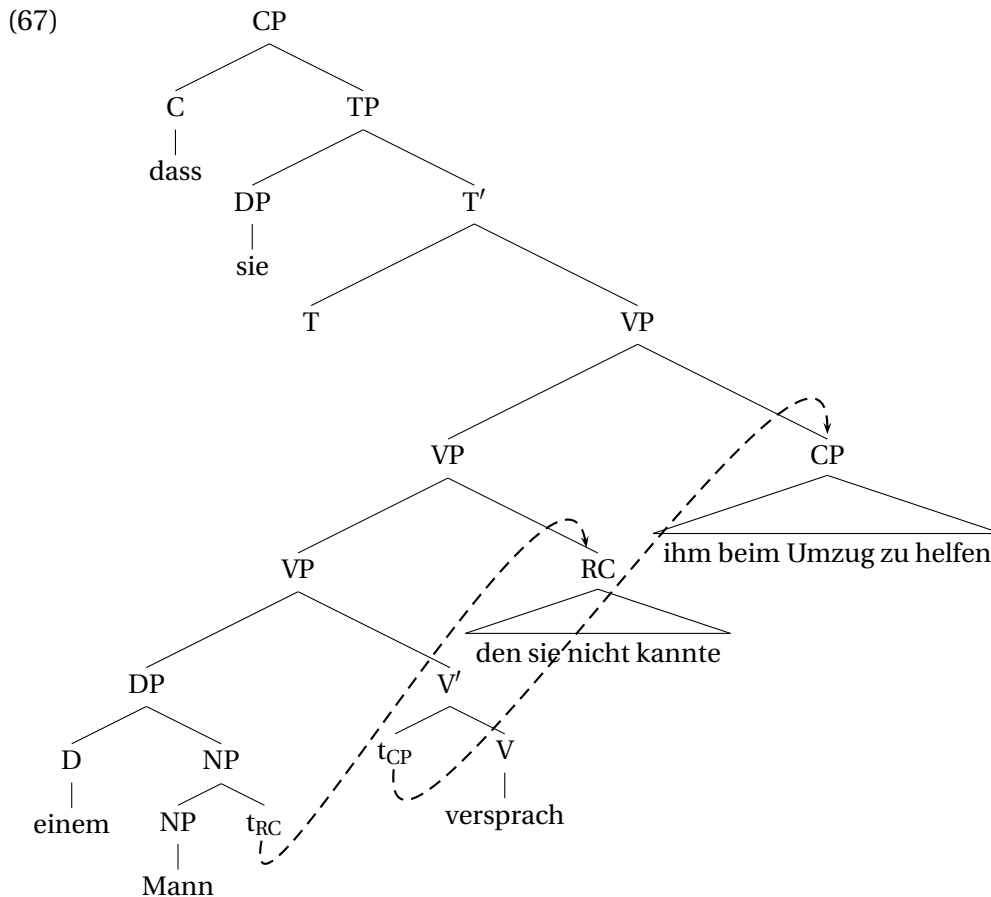 (67) CP
C TP
dass
DP T′
sie
T VP
VP CP
ihm beim Umzug zu helfen
VP RC
den sie nicht kannte
DP V′
D NP t_CP V
einem NP t_RC versprach
Mann